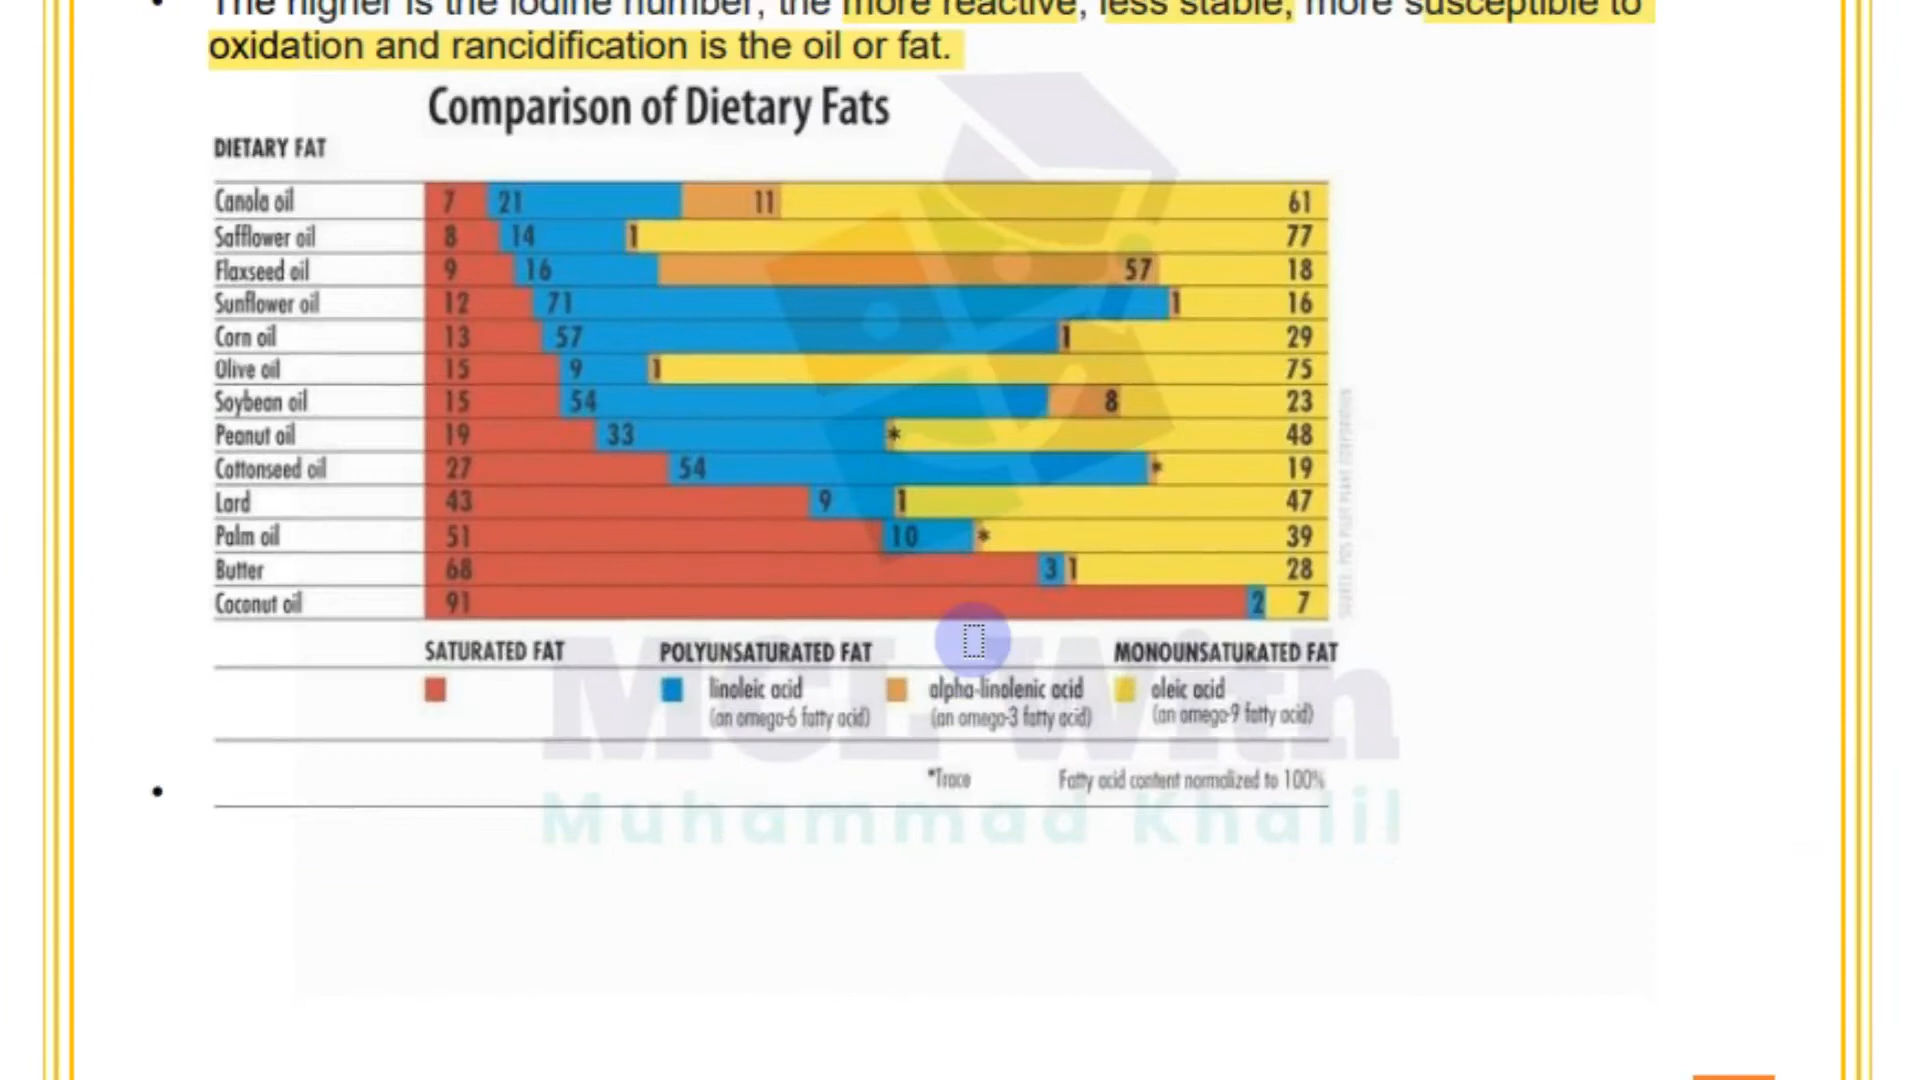 The higher is the iodine number, the more reactive, less stable, more susceptible to
oxidation and rancidification is the oil or fat.
Comparison of Dietary Fats
DIETARY FAT
Canola oil 7 21 11 61
Safflower oil 8 14 1 77
Flaxseed oil 9 16 57 18
Sunflower oil 12 71 1 16
Corn oil 13 57 1 29
Olive oil 15 9 1 75
Soybean oil 15 54 8 23
Peanut oil 19 33 * 48
Cottonseed oil 27 54 * 19
Lard 43 9 1 47
Palm oil 51 10 * 39
Butter 68 3 1 28
Coconut oil 91 2 7
SATURATED FAT POLYUNSATURATED FAT MONOUNSATURATED FAT
linoleic acid alpha-linolenic acid oleic acid
(an omega-6 fatty acid) (an omega-3 fatty acid) (an omega-9 fatty acid)
*Trace Fatty acid content normalized to 100%
MCL With
Muhammad Khalil